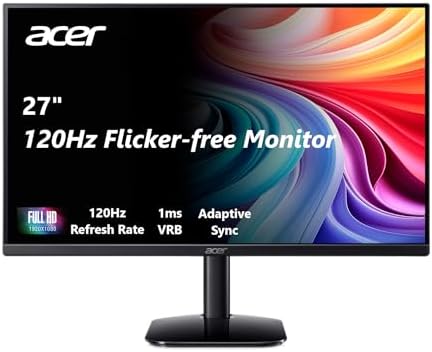 acer
27"
120Hz Flicker-free Monitor
FULL HD
1920X1080
120Hz
Refresh Rate
1ms
VRB
Adaptive
Sync
acer